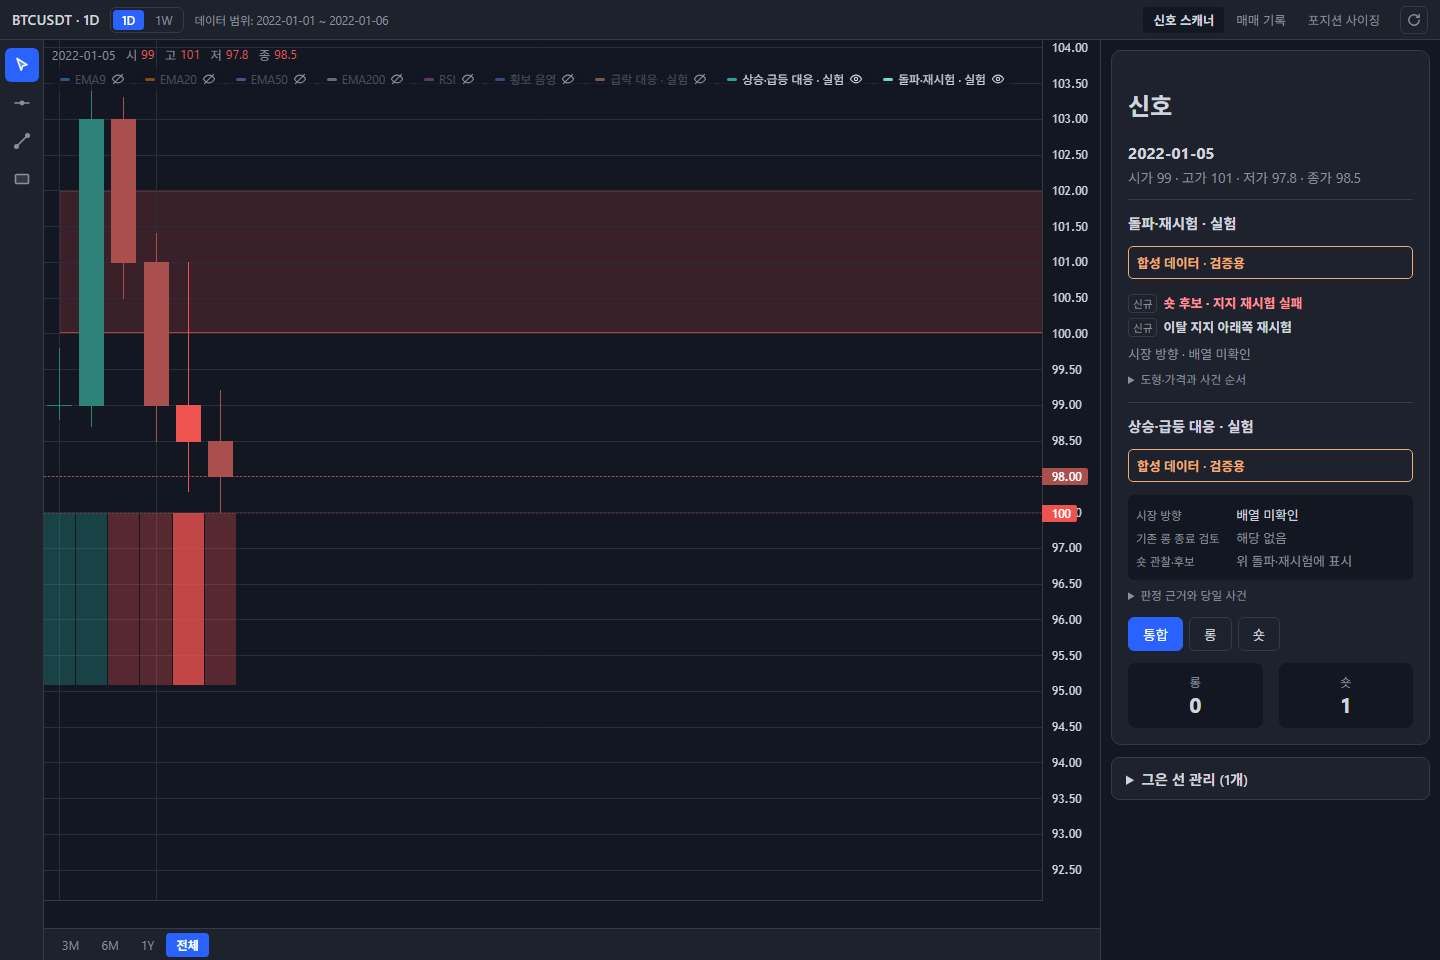 BTCUSDT · 1D 1D 1W 데이터 범위: 2022-01-01 ~ 2022-01-06 신호 스캐너 매매 기록 포지션 사이징
2022-01-05 시 99 고 101 저 97.8 종 98.5
EMA9 EMA20 EMA50 EMA200 RSI 횡보 음영 급락 대응 · 실험 상승·급등 대응 · 실험 돌파·재시험 · 실험
104.00
103.50
103.00
102.50
102.00
101.50
101.00
100.50
100.00
99.50
99.00
98.50
98.00
100
97.00
96.50
96.00
95.50
95.00
94.50
94.00
93.50
93.00
92.50
3M 6M 1Y 전체
신호
2022-01-05
시가 99 · 고가 101 · 저가 97.8 · 종가 98.5
돌파·재시험 · 실험
합성 데이터 · 검증용
신규 숏 후보 · 지지 재시험 실패
신규 이탈 지지 아래쪽 재시험
시장 방향 · 배열 미확인
도형·가격과 사건 순서
상승·급등 대응 · 실험
합성 데이터 · 검증용
시장 방향 배열 미확인
기존 롱 종료 검토 해당 없음
숏 관찰·후보 위 돌파·재시험에 표시
판정 근거와 당일 사건
통합 롱 숏
롱 숏
0 1
그은 선 관리 (1개)